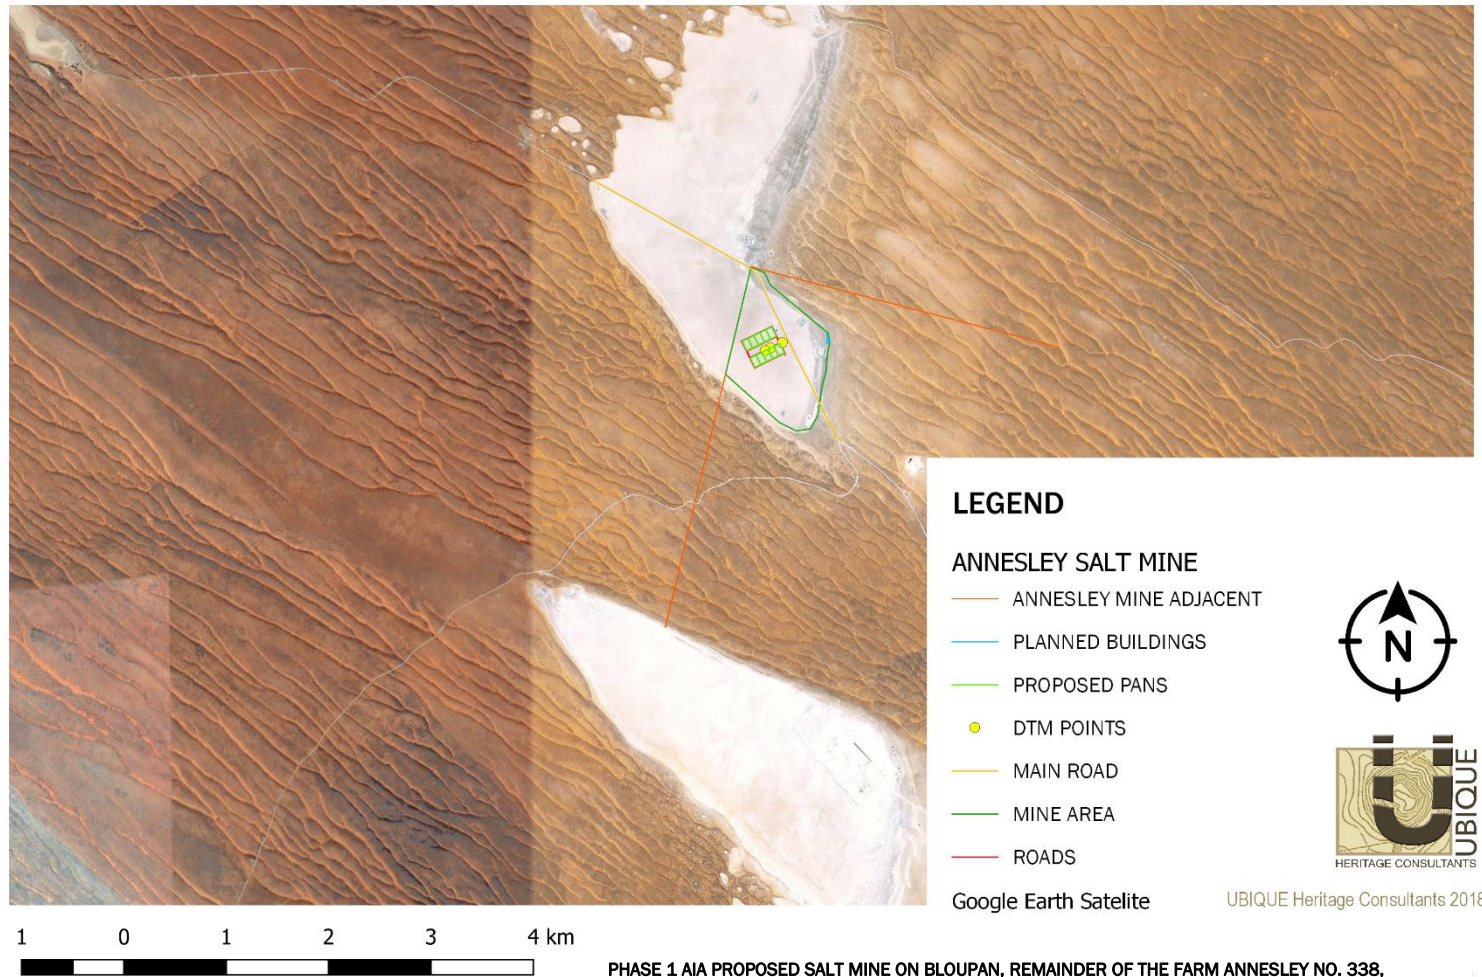 LEGEND
ANNESLEY SALT MINE
ANNESLEY MINE ADJACENT
PLANNED BUILDINGS
PROPOSED PANS
DTM POINTS
MAIN ROAD
MINE AREA
ROADS
Google Earth Satelite
N
UBIQUE
HERITAGE CONSULTANTS
UBIQUE Heritage Consultants 2018
1 0 1 2 3 4 km
PHASE 1 AIA PROPOSED SALT MINE ON BLOUPAN, REMAINDER OF THE FARM ANNESLEY NO. 338,